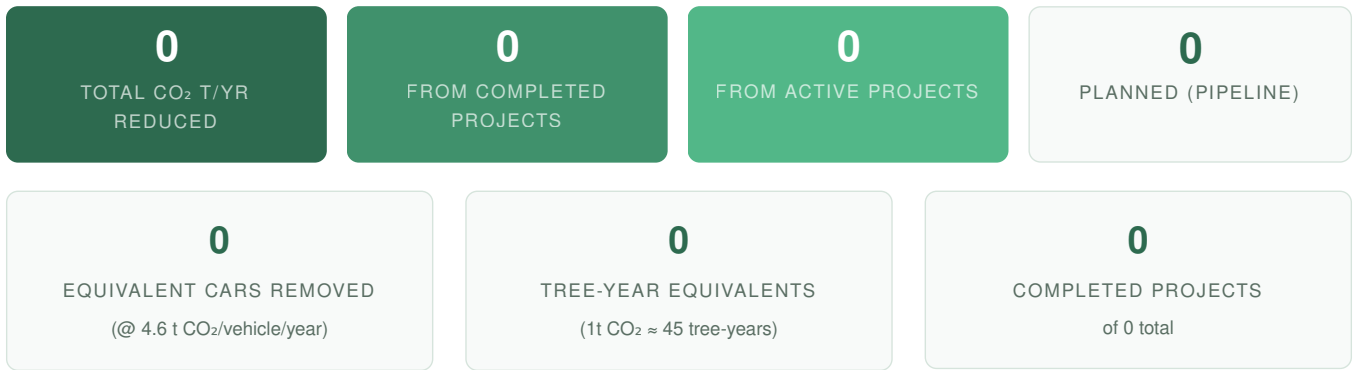 0
TOTAL CO₂ T/YR
REDUCED
0
FROM COMPLETED
PROJECTS
0
FROM ACTIVE PROJECTS
0
PLANNED (PIPELINE)
0
EQUIVALENT CARS REMOVED
(@ 4.6 t CO₂/vehicle/year)
0
TREE-YEAR EQUIVALENTS
(1t CO₂ ≈ 45 tree-years)
0
COMPLETED PROJECTS
of 0 total